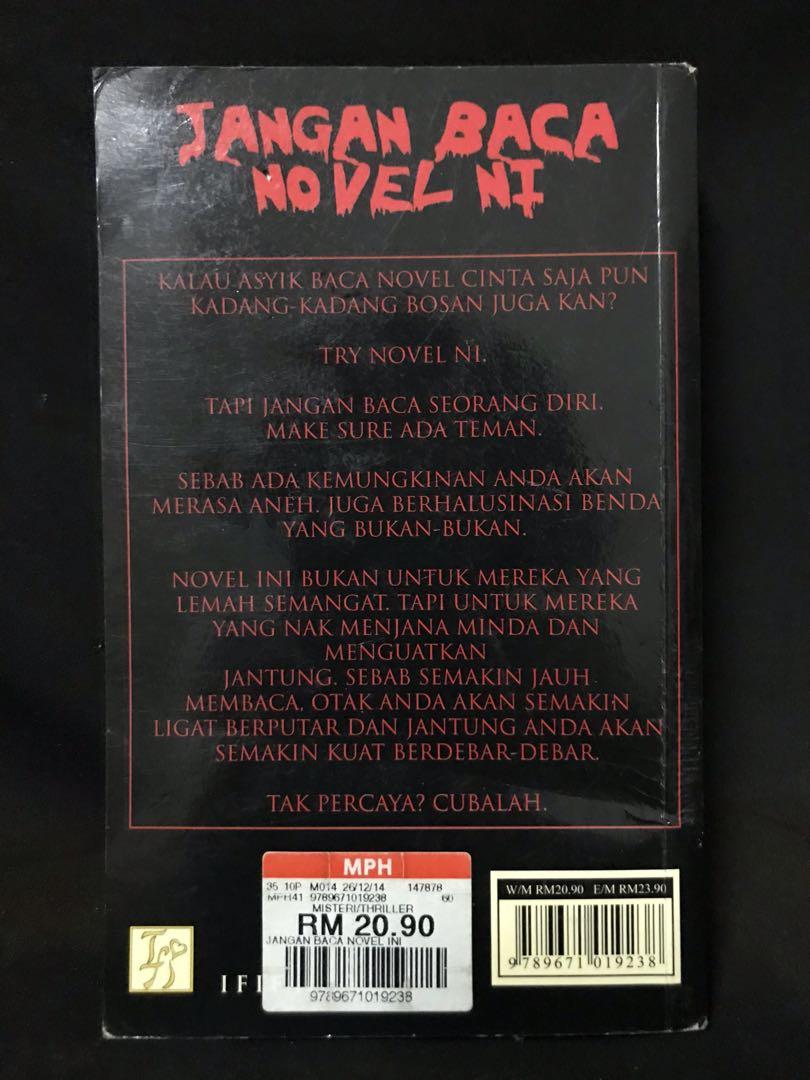 JANGAN BACA
NOVEL NI
KALAU ASYIK BACA NOVEL CINTA SAJA PUN
KADANG-KADANG BOSAN JUGA KAN?
TRY NOVEL NI.
TAPI JANGAN BACA SEORANG DIRI.
MAKE SURE ADA TEMAN.
SEBAB ADA KEMUNGKINAN ANDA AKAN
MERASA ANEH. JUGA BERHALUSINASI BENDA
YANG BUKAN-BUKAN.
NOVEL INI BUKAN UNTUK MEREKA YANG
LEMAH SEMANGAT. TAPI UNTUK MEREKA
YANG NAK MENJANA MINDA DAN
MENGUATKAN
JANTUNG. SEBAB SEMAKIN JAUH
MEMBACA, OTAK ANDA AKAN SEMAKIN
LIGAT BERPUTAR DAN JANTUNG ANDA AKAN
SEMAKIN KUAT BERDEBAR-DEBAR.
TAK PERCAYA? CUBALAH.
MPH
35 10P M014 26/12/14 147878
MPH41 9789671019238 60
MISTERI/THRILLER
RM 20.90
JANGAN BACA NOVEL INI
9789671019238
W/M RM20.90 E/M RM23.90
9 789671 019238